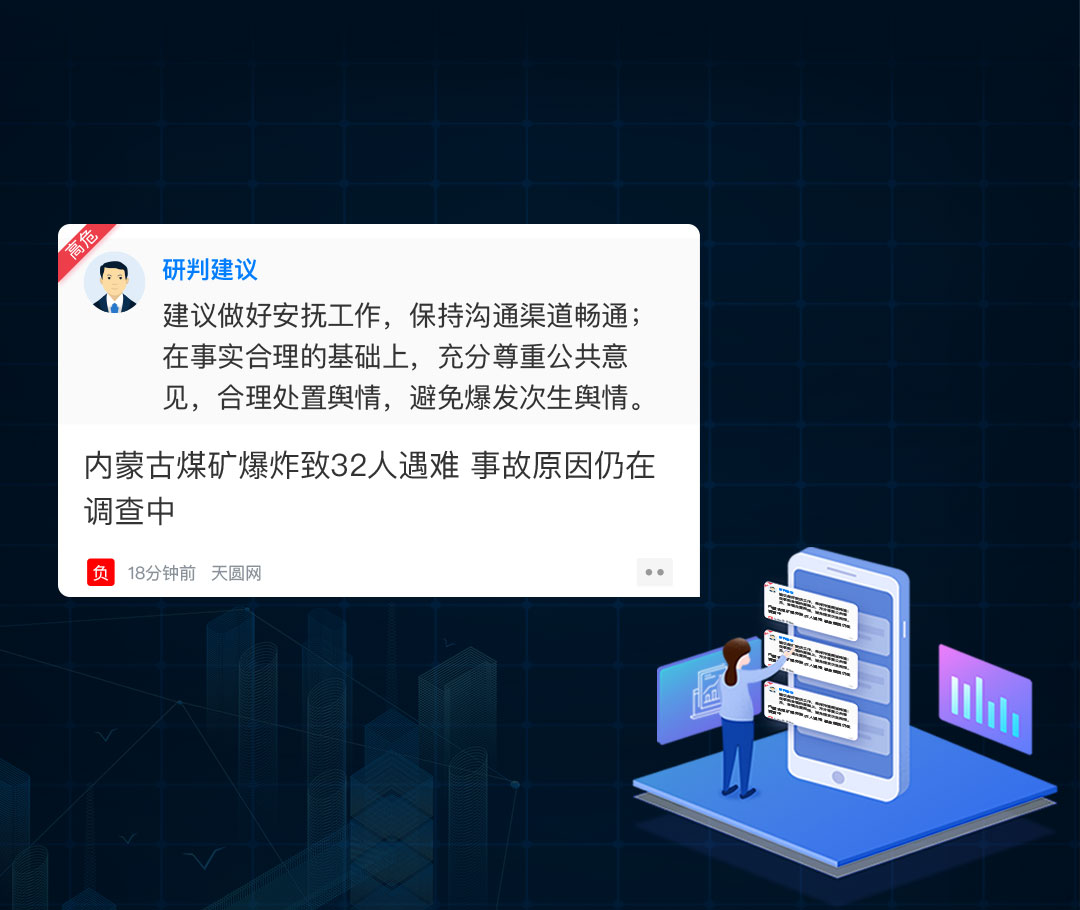 高危
研判建议
建议做好安抚工作，保持沟通渠道畅通；
在事实合理的基础上，充分尊重公共意
见，合理处置舆情，避免爆发次生舆情。
内蒙古煤矿爆炸致32人遇难 事故原因仍在
调查中
负 18分钟前 天圆网